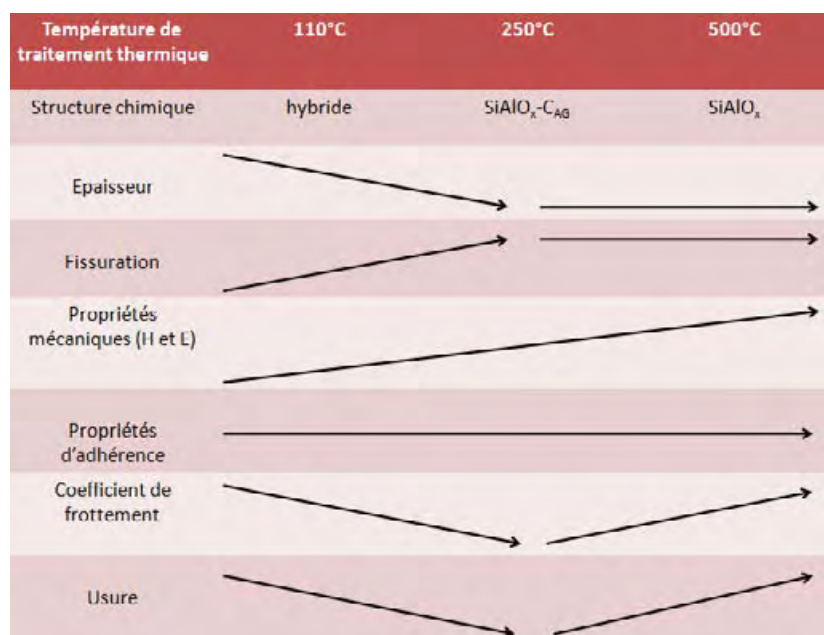 Température de traitement thermique 110°C 250°C 500°C
Structure chimique hybride SiAlOₓ-C_AG SiAlOₓ
Epaisseur
Fissuration
Propriétés
mécaniques (H et E)
Propriétés
d'adhérence
Coefficient de
frottement
Usure